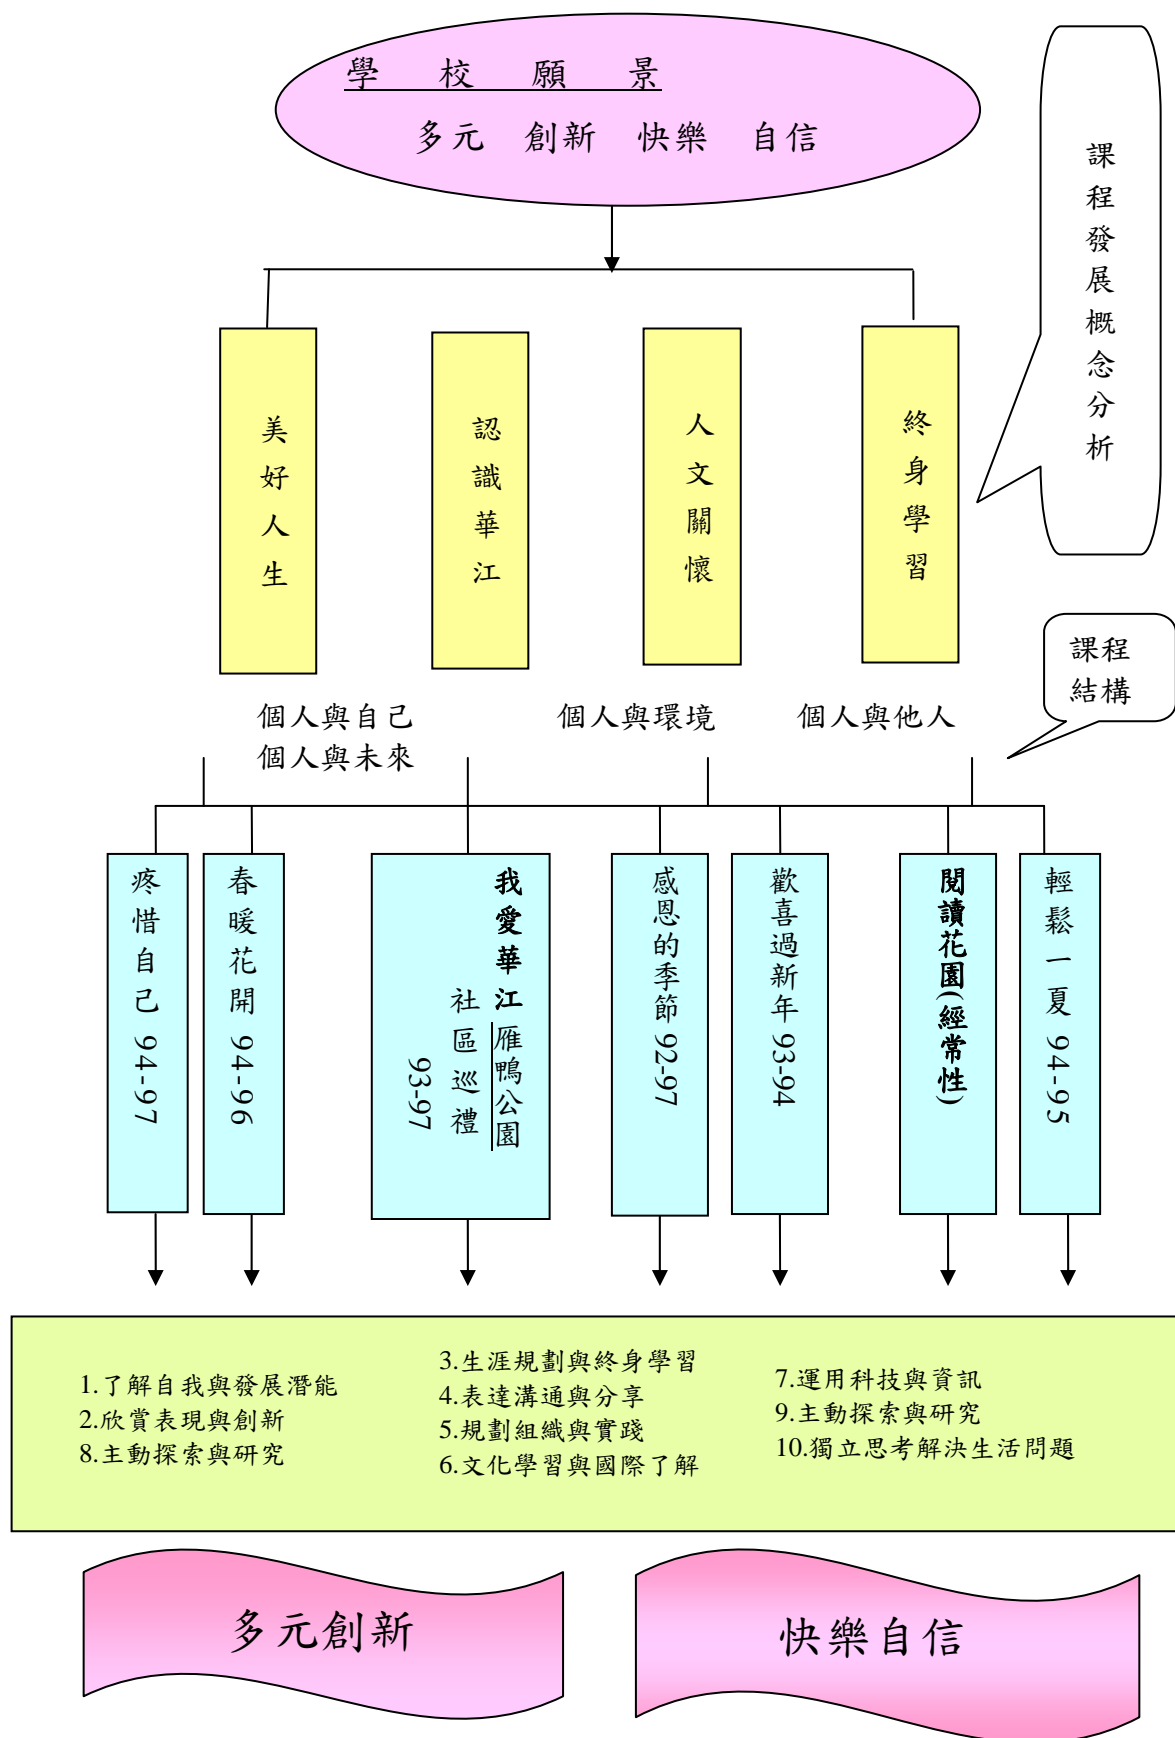 學 校 願 景
多元 創新 快樂 自信
課程發展概念分析
美好人生
認識華江
人文關懷
終身學習
課程
結構
個人與自己
個人與未來
個人與環境
個人與他人
疼惜自己 94-97
春暖花開 94-96
我愛華江雁鴨公園
社區巡禮
93-97
感恩的季節 92-97
歡喜過新年 93-94
閱讀花園(經常性)
輕鬆一夏 94-95
1.了解自我與發展潛能
2.欣賞表現與創新
8.主動探索與研究
3.生涯規劃與終身學習
4.表達溝通與分享
5.規劃組織與實踐
6.文化學習與國際了解
7.運用科技與資訊
9.主動探索與研究
10.獨立思考解決生活問題
多元創新
快樂自信